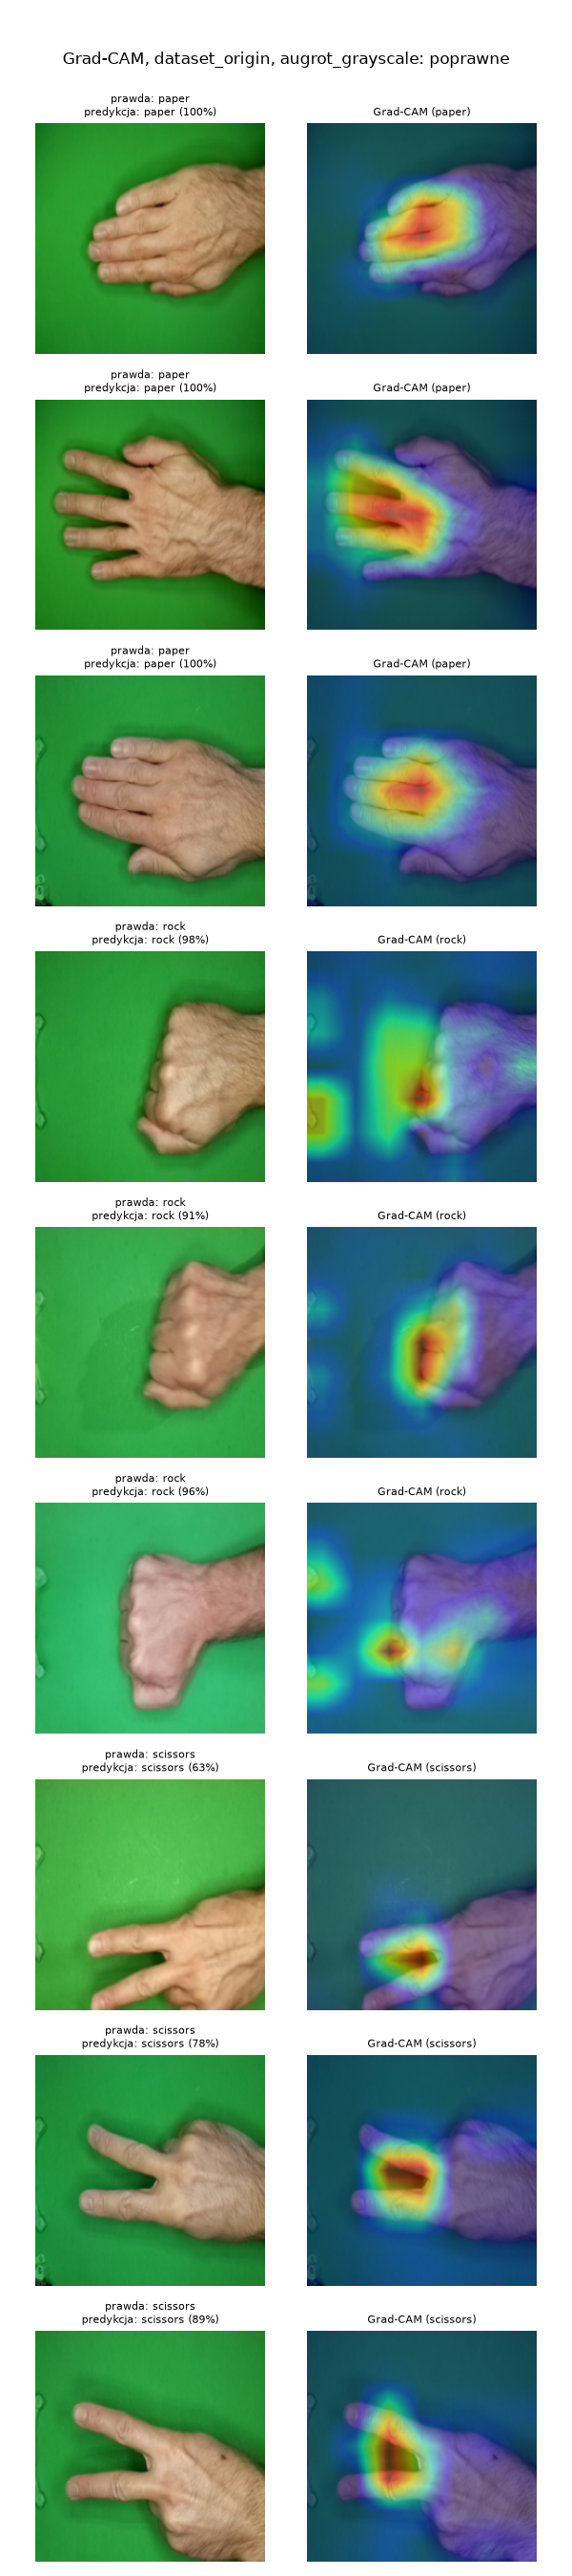 Grad-CAM, dataset_origin, augrot_grayscale: poprawne
prawda: paper
predykcja: paper (100%)
Grad-CAM (paper)
prawda: paper
predykcja: paper (100%)
Grad-CAM (paper)
prawda: paper
predykcja: paper (100%)
Grad-CAM (paper)
prawda: rock
predykcja: rock (98%)
Grad-CAM (rock)
prawda: rock
predykcja: rock (91%)
Grad-CAM (rock)
prawda: rock
predykcja: rock (96%)
Grad-CAM (rock)
prawda: scissors
predykcja: scissors (63%)
Grad-CAM (scissors)
prawda: scissors
predykcja: scissors (78%)
Grad-CAM (scissors)
prawda: scissors
predykcja: scissors (89%)
Grad-CAM (scissors)